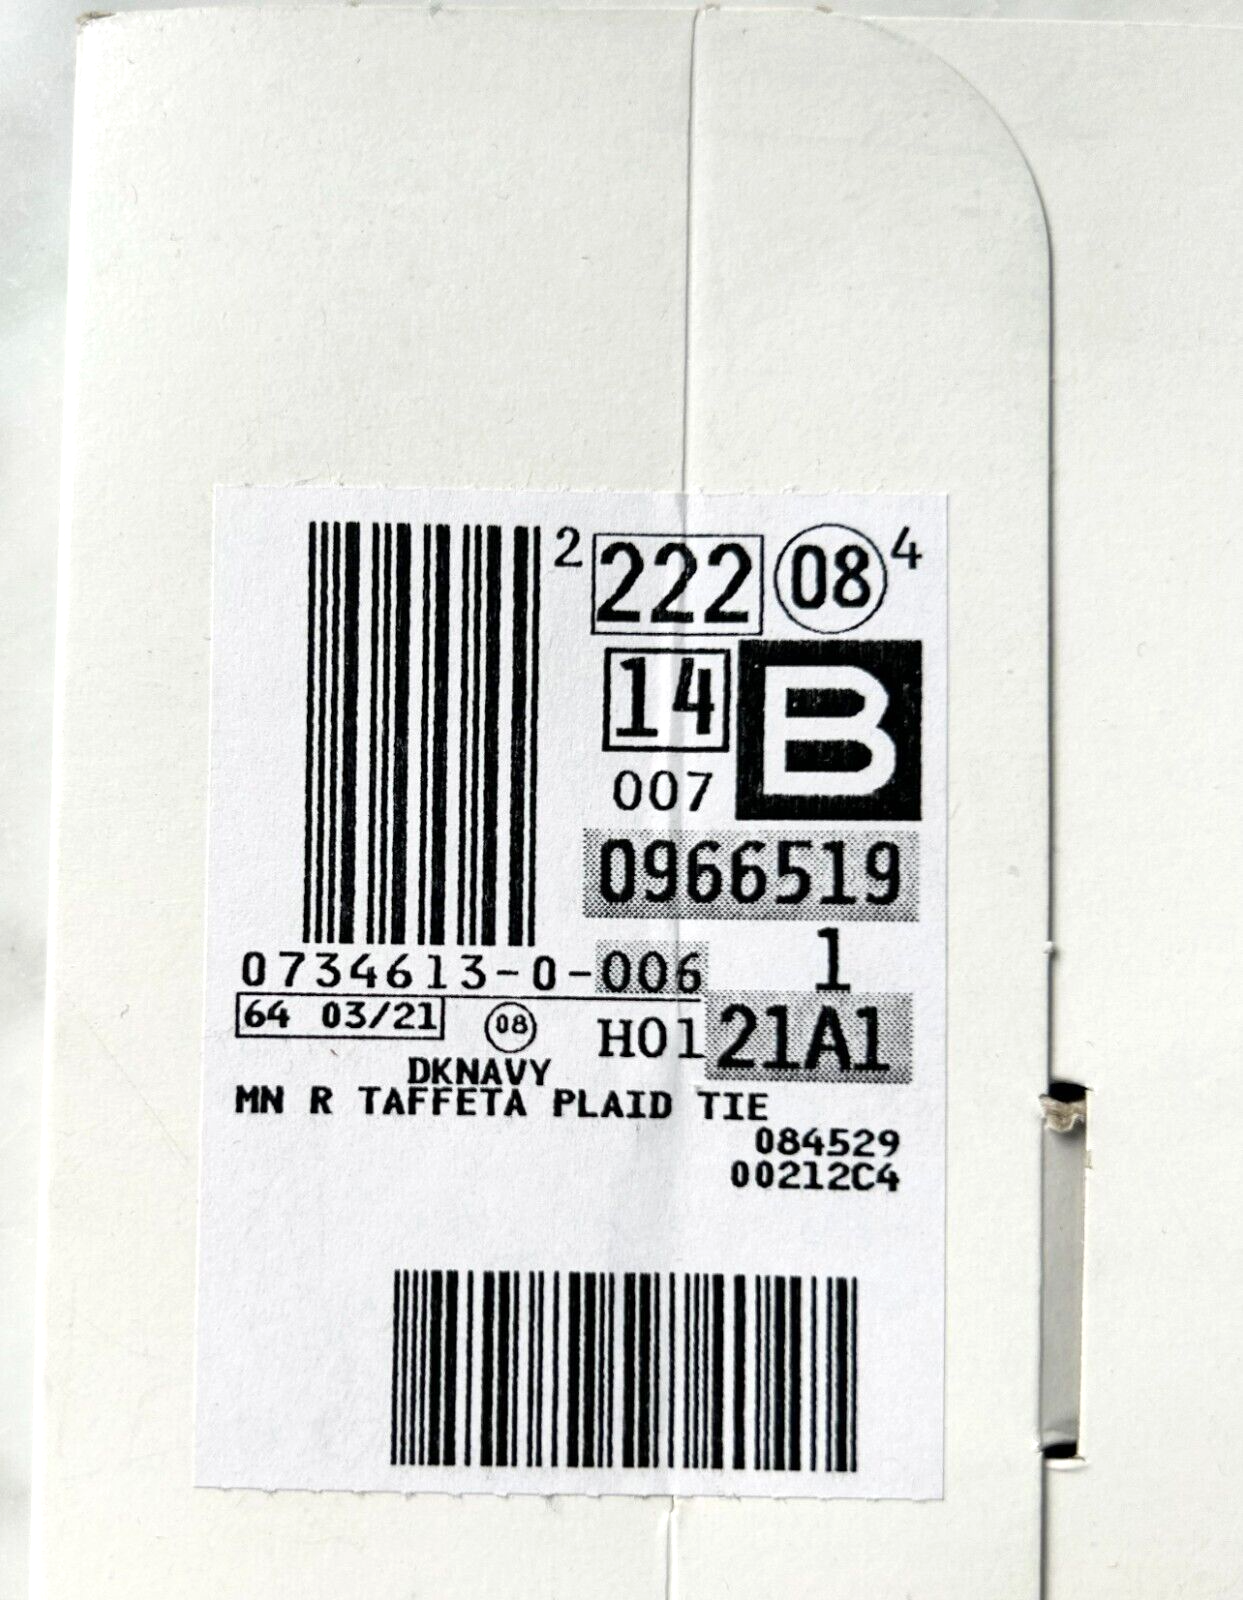 2 222 08 4
14 B
007
0966519
0734613-0-006 1
64 03/21 08 H01 21A1
DKNAVY
MN R TAFFETA PLAID TIE
084529
00212C4